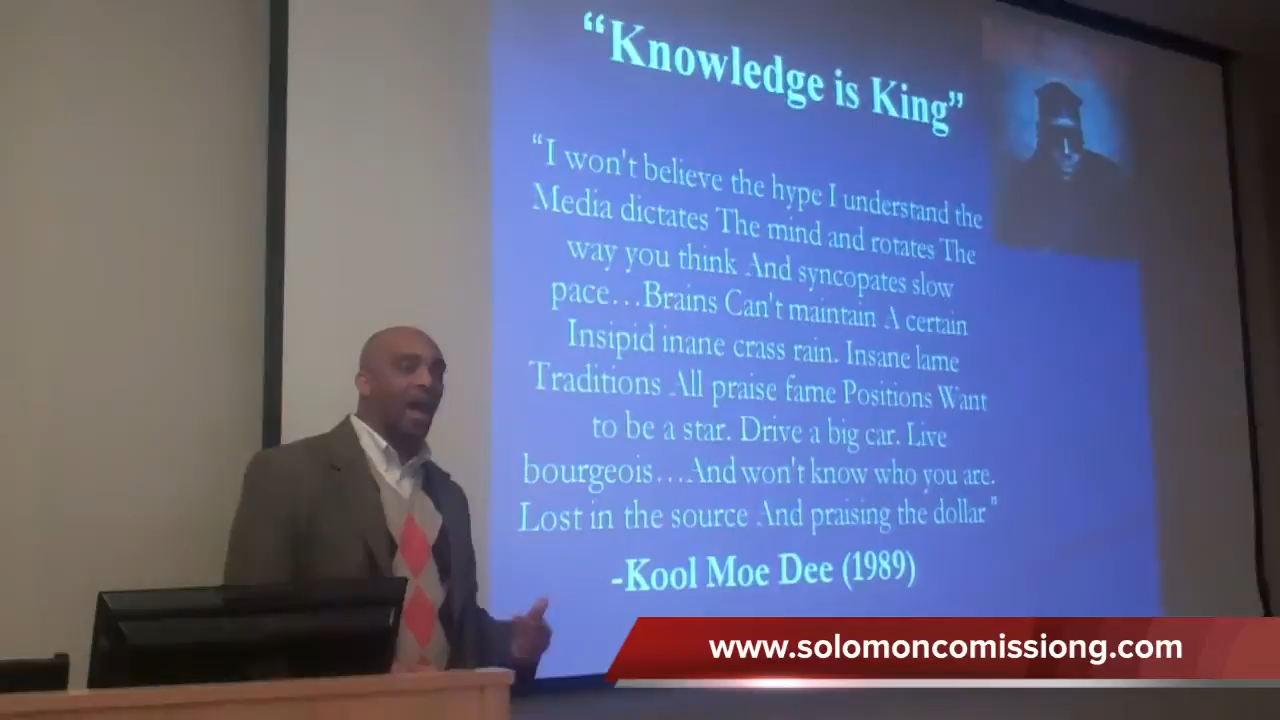 “Knowledge is King”
“I won't believe the hype I understand the
Media dictates The mind and rotates The
way you think And syncopates slow
pace…Brains Can't maintain A certain
Insipid inane crass rain. Insane lame
Traditions All praise fame Positions Want
to be a star. Drive a big car. Live
bourgeois…And won't know who you are.
Lost in the source And praising the dollar"
-Kool Moe Dee (1989)
www.solomoncomissiong.com